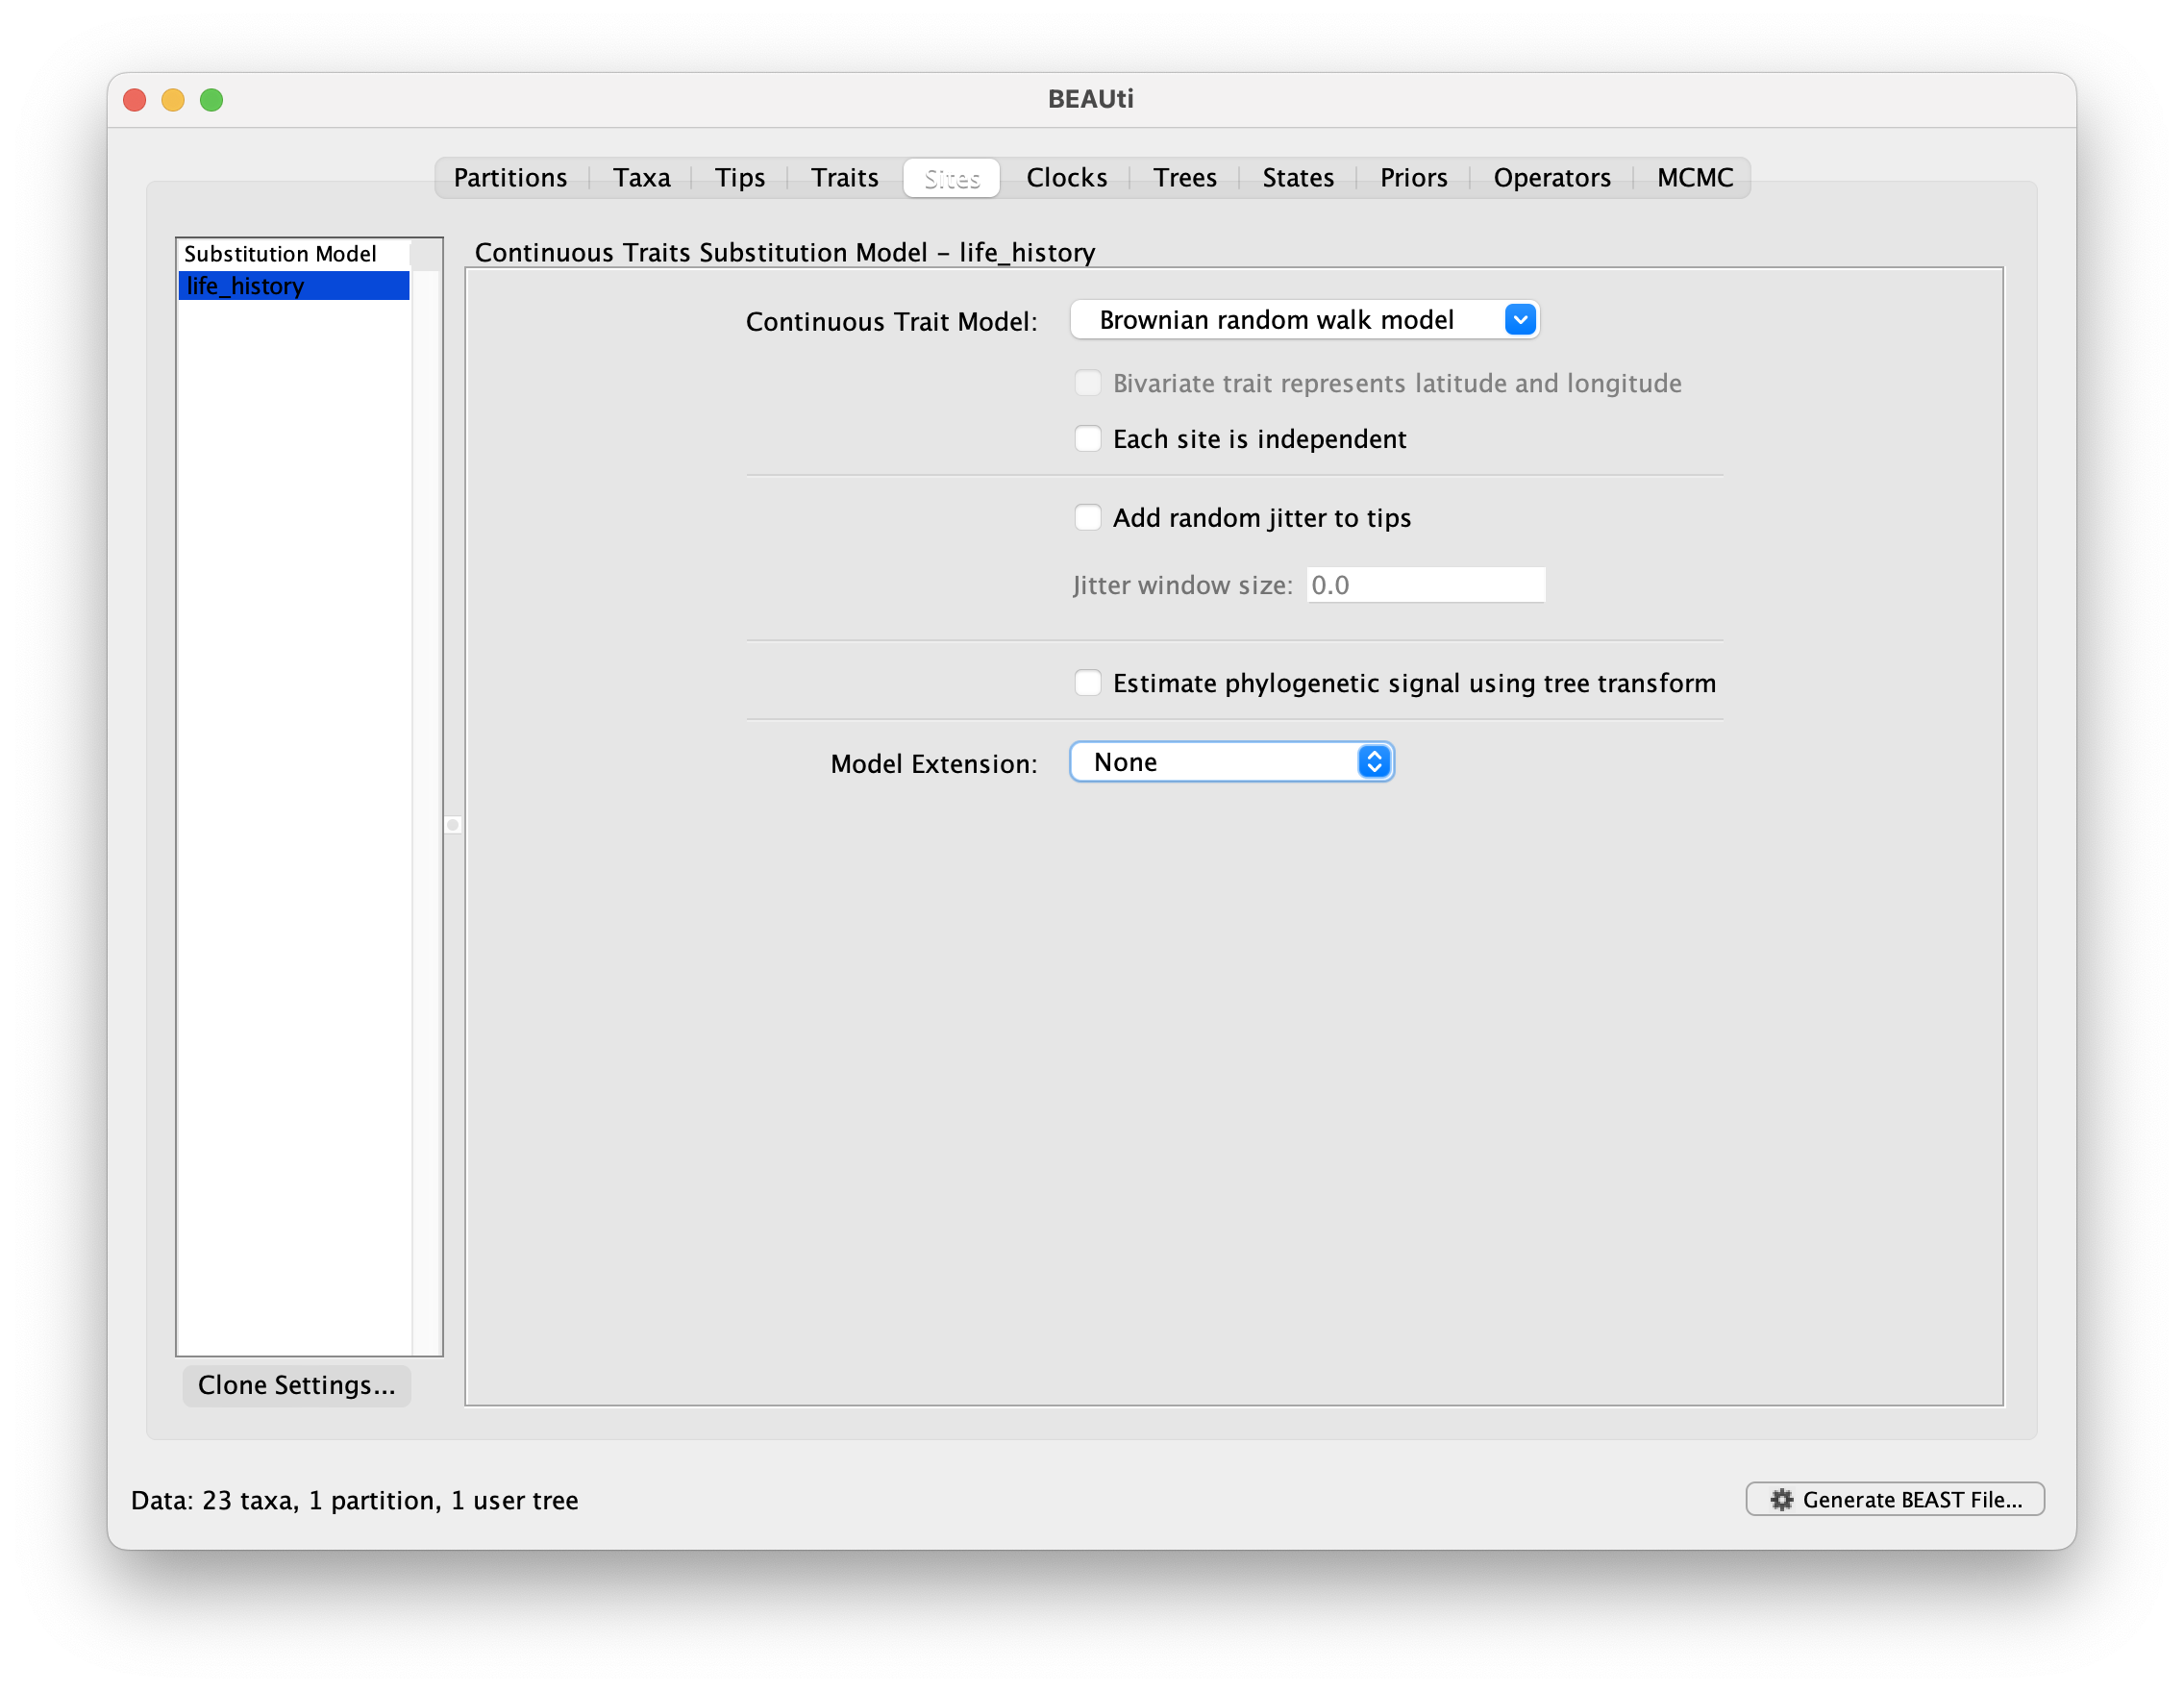 BEAUti
Partitions Taxa Tips Traits Sites Clocks Trees States Priors Operators MCMC
Substitution Model
life_history
Continuous Traits Substitution Model - life_history
Continuous Trait Model: Brownian random walk model
Bivariate trait represents latitude and longitude
Each site is independent
Add random jitter to tips
Jitter window size: 0.0
Estimate phylogenetic signal using tree transform
Model Extension: None
Clone Settings...
Data: 23 taxa, 1 partition, 1 user tree
Generate BEAST File...